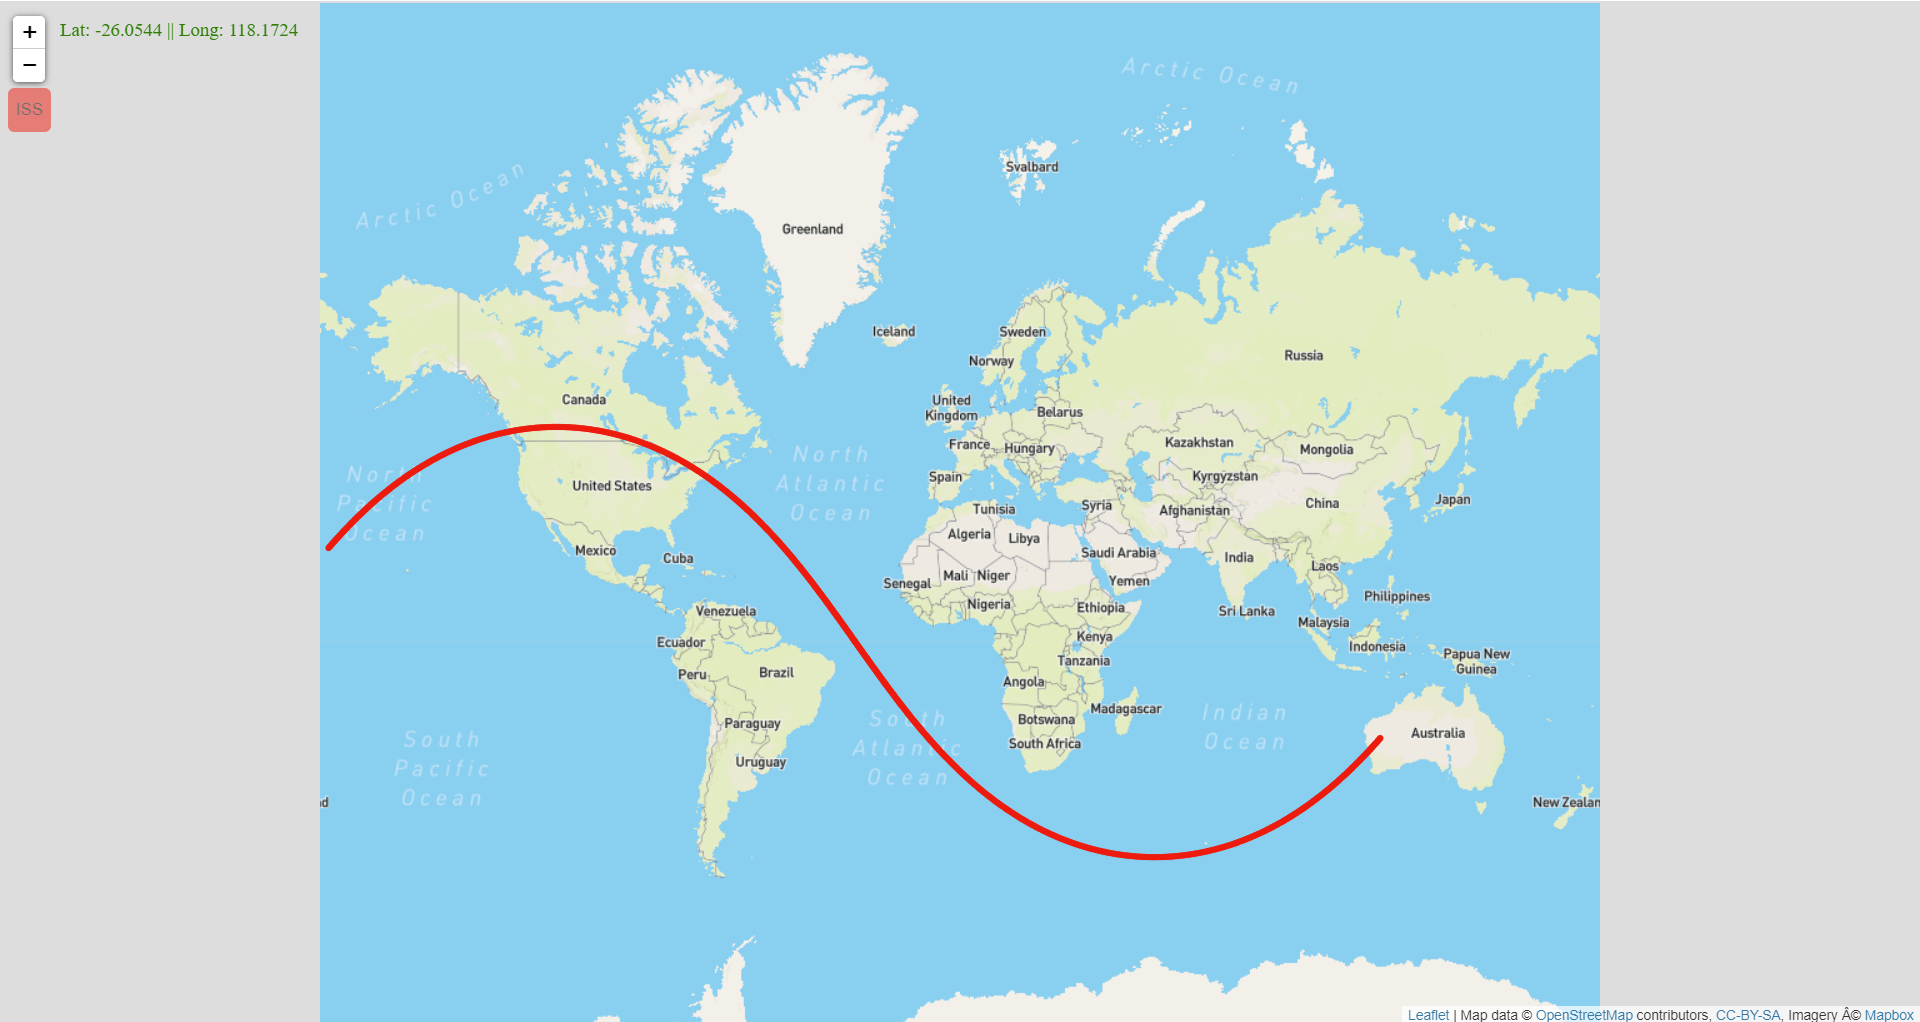 +
Lat: -26.0544 || Long: 118.1724
−
ISS
Arctic Ocean
Svalbard
Arctic Ocean
Greenland
Iceland
Sweden
Norway
Russia
Canada
United
Kingdom
Belarus
France
Hungary
Kazakhstan
Mongolia
North
Pacific
Ocean
North
Atlantic
Ocean
United States
Spain
Kyrgyzstan
Tunisia
Syria
Afghanistan
China
Japan
Algeria
Libya
Mexico
Cuba
Saudi Arabia
India
Laos
Senegal
Mali
Niger
Yemen
Nigeria
Ethiopia
Philippines
Venezuela
Sri Lanka
Malaysia
Ecuador
Kenya
Indonesia
Papua New
Guinea
Peru
Brazil
Tanzania
Angola
Madagascar
Paraguay
Botswana
South Africa
South
Atlantic
Ocean
Indian
Ocean
Australia
South
Pacific
Ocean
Uruguay
d
New Zealan
Leaflet | Map data © OpenStreetMap contributors, CC-BY-SA, Imagery Â© Mapbox